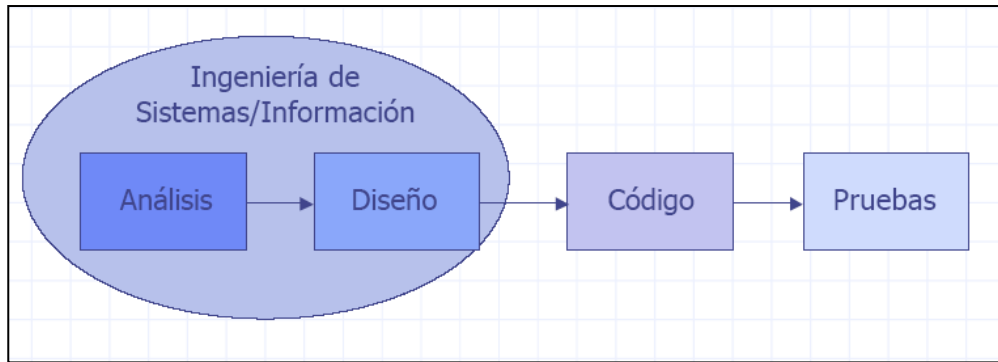 Ingeniería de
Sistemas/Información
Análisis
Diseño
Código
Pruebas